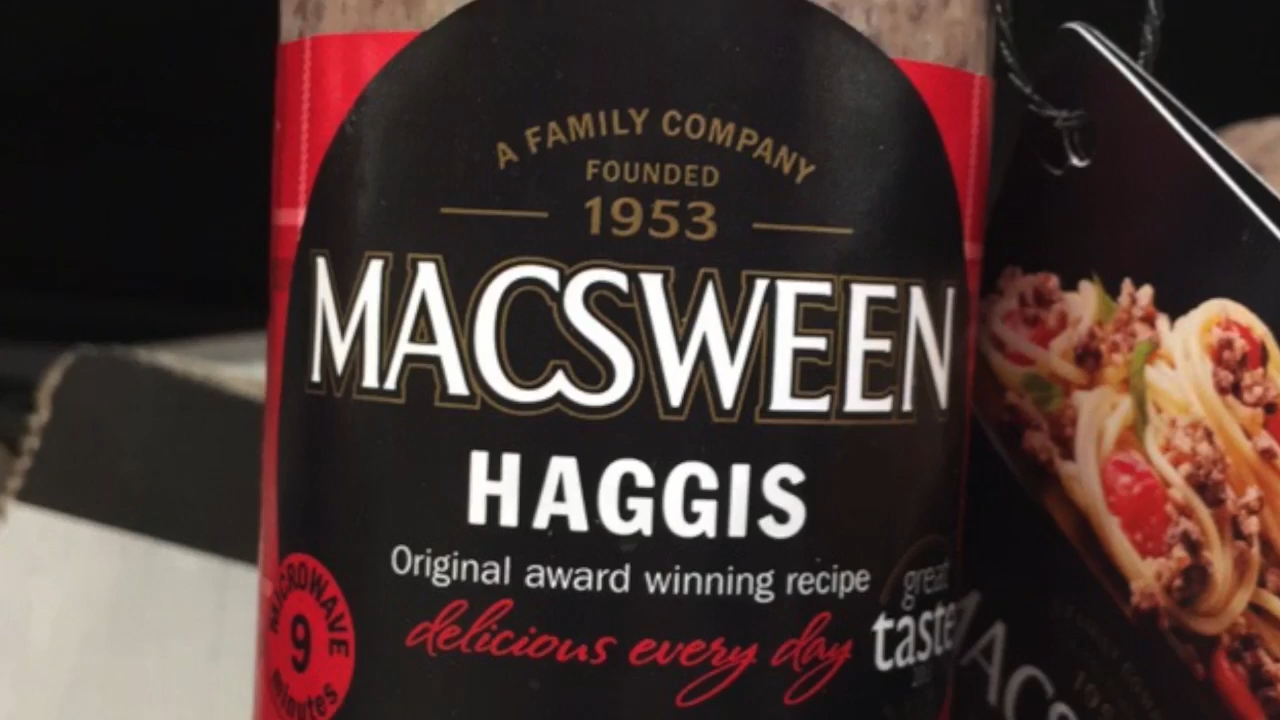 A FAMILY COMPANY
FOUNDED
1953
MACSWEEN
HAGGIS
Original award winning recipe
delicious every day
MICROWAVE
9
minutes
great
taste